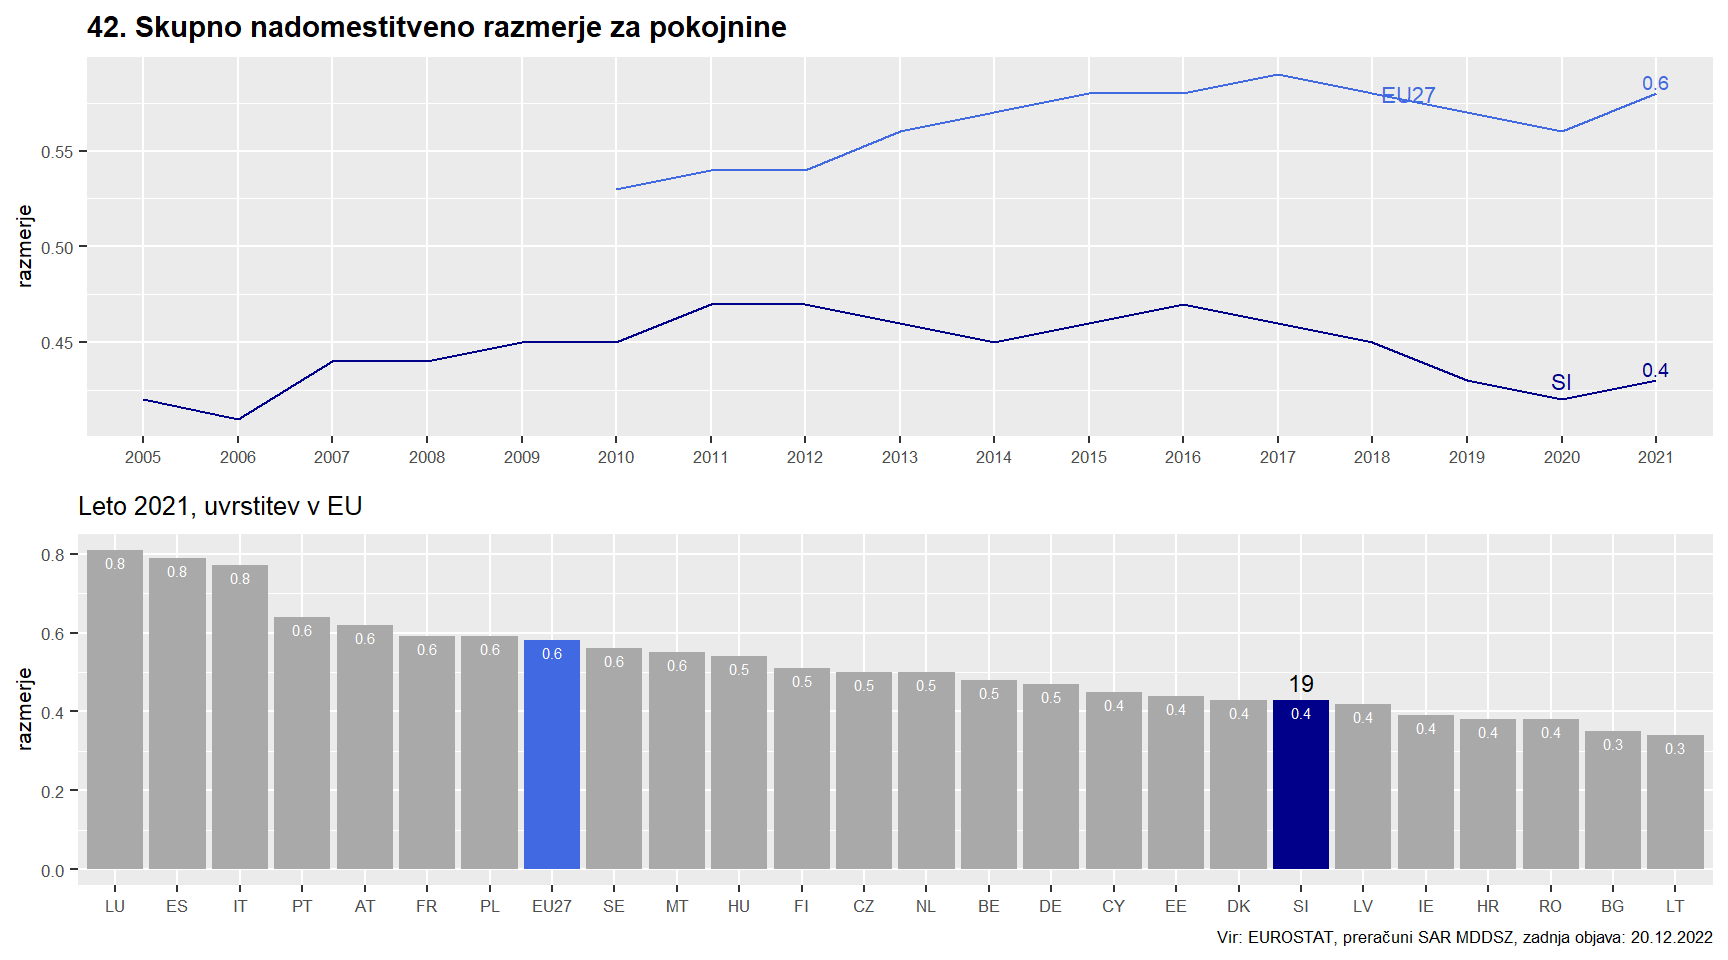 42. Skupno nadomestitveno razmerje za pokojnine
razmerje
0.55
0.50
0.45
EU27
0.6
SI
0.4
2005 2006 2007 2008 2009 2010 2011 2012 2013 2014 2015 2016 2017 2018 2019 2020 2021
Leto 2021, uvrstitev v EU
razmerje
0.8
0.6
0.4
0.2
0.0
19
0.8 0.8 0.8 0.6 0.6 0.6 0.6 0.6 0.6 0.6 0.5 0.5 0.5 0.5 0.5 0.5 0.4 0.4 0.4 0.4 0.4 0.4 0.4 0.4 0.3 0.3
LU ES IT PT AT FR PL EU27 SE MT HU FI CZ NL BE DE CY EE DK SI LV IE HR RO BG LT
Vir: EUROSTAT, preračuni SAR MDDSZ, zadnja objava: 20.12.2022